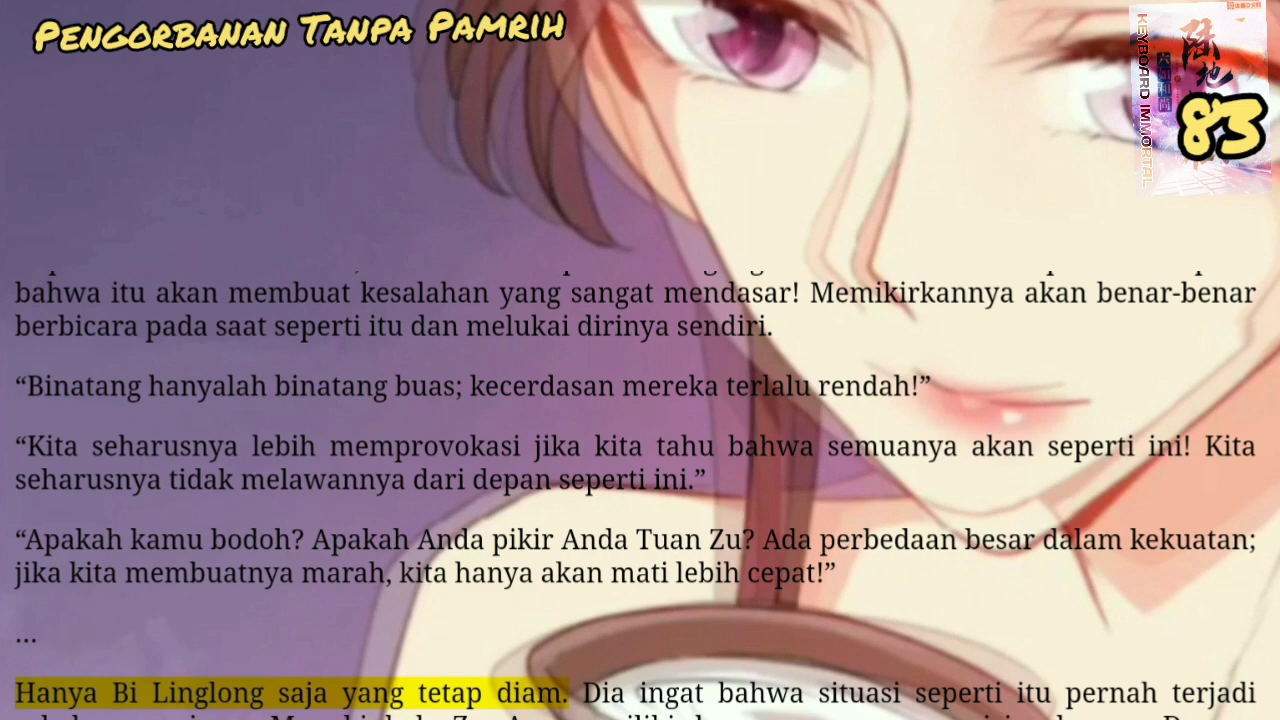 Pengorbanan Tanpa Pamrih
KEYBOARD IMMORTAL
83
bahwa itu akan membuat kesalahan yang sangat mendasar! Memikirkannya akan benar-benar
berbicara pada saat seperti itu dan melukai dirinya sendiri.
“Binatang hanyalah binatang buas; kecerdasan mereka terlalu rendah!”
“Kita seharusnya lebih memprovokasi jika kita tahu bahwa semuanya akan seperti ini! Kita
seharusnya tidak melawannya dari depan seperti ini.”
“Apakah kamu bodoh? Apakah Anda pikir Anda Tuan Zu? Ada perbedaan besar dalam kekuatan;
jika kita membuatnya marah, kita hanya akan mati lebih cepat!”
...
Hanya Bi Linglong saja yang tetap diam. Dia ingat bahwa situasi seperti itu pernah terjadi